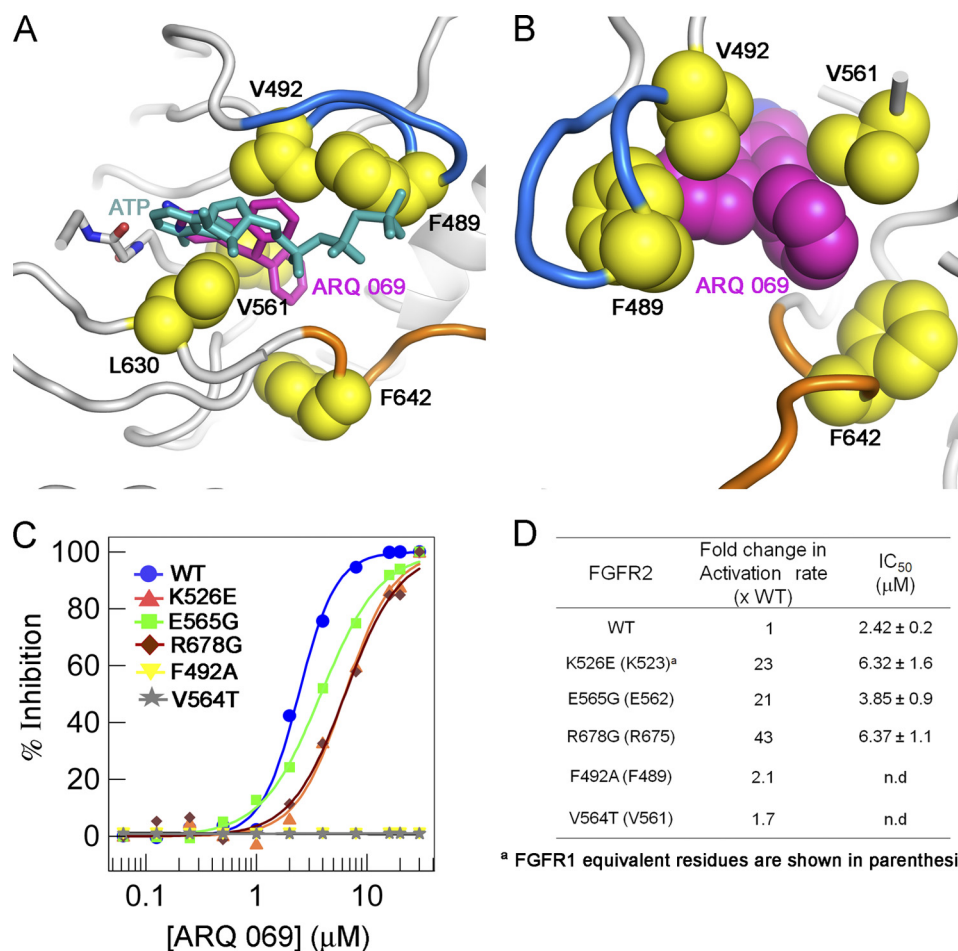 A
V492
ATP
F489
ARQ 069
V561
L630
F642
B
V492
V561
F489
ARQ 069
F642
C
100
80
60
40
20
0
% Inhibition
WT
K526E
E565G
R678G
F492A
V564T
0.1 1 10
[ARQ 069] (μM)
D
FGFR2 Fold change in Activation rate (x WT) IC50 (μM)
WT 1 2.42 ± 0.2
K526E (K523)a 23 6.32 ± 1.6
E565G (E562) 21 3.85 ± 0.9
R678G (R675) 43 6.37 ± 1.1
F492A (F489) 2.1 n.d
V564T (V561) 1.7 n.d
a FGFR1 equivalent residues are shown in parenthesi